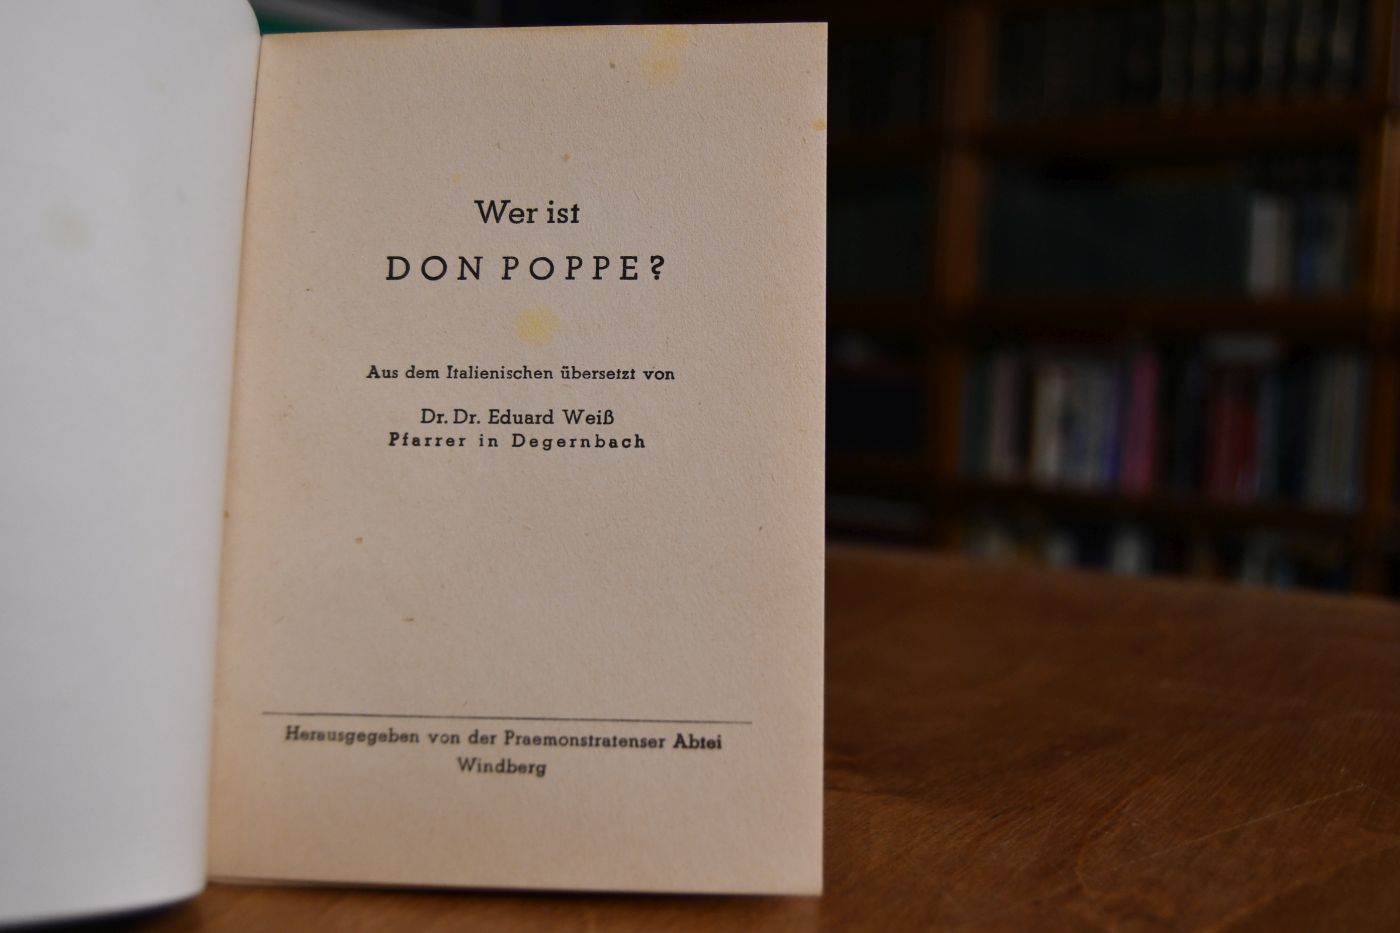 Wer ist
DON POPPE?
Aus dem Italienischen übersetzt von
Dr. Dr. Eduard Weiß
Pfarrer in Degernbach
Herausgegeben von der Praemonstratenser Abtei
Windberg